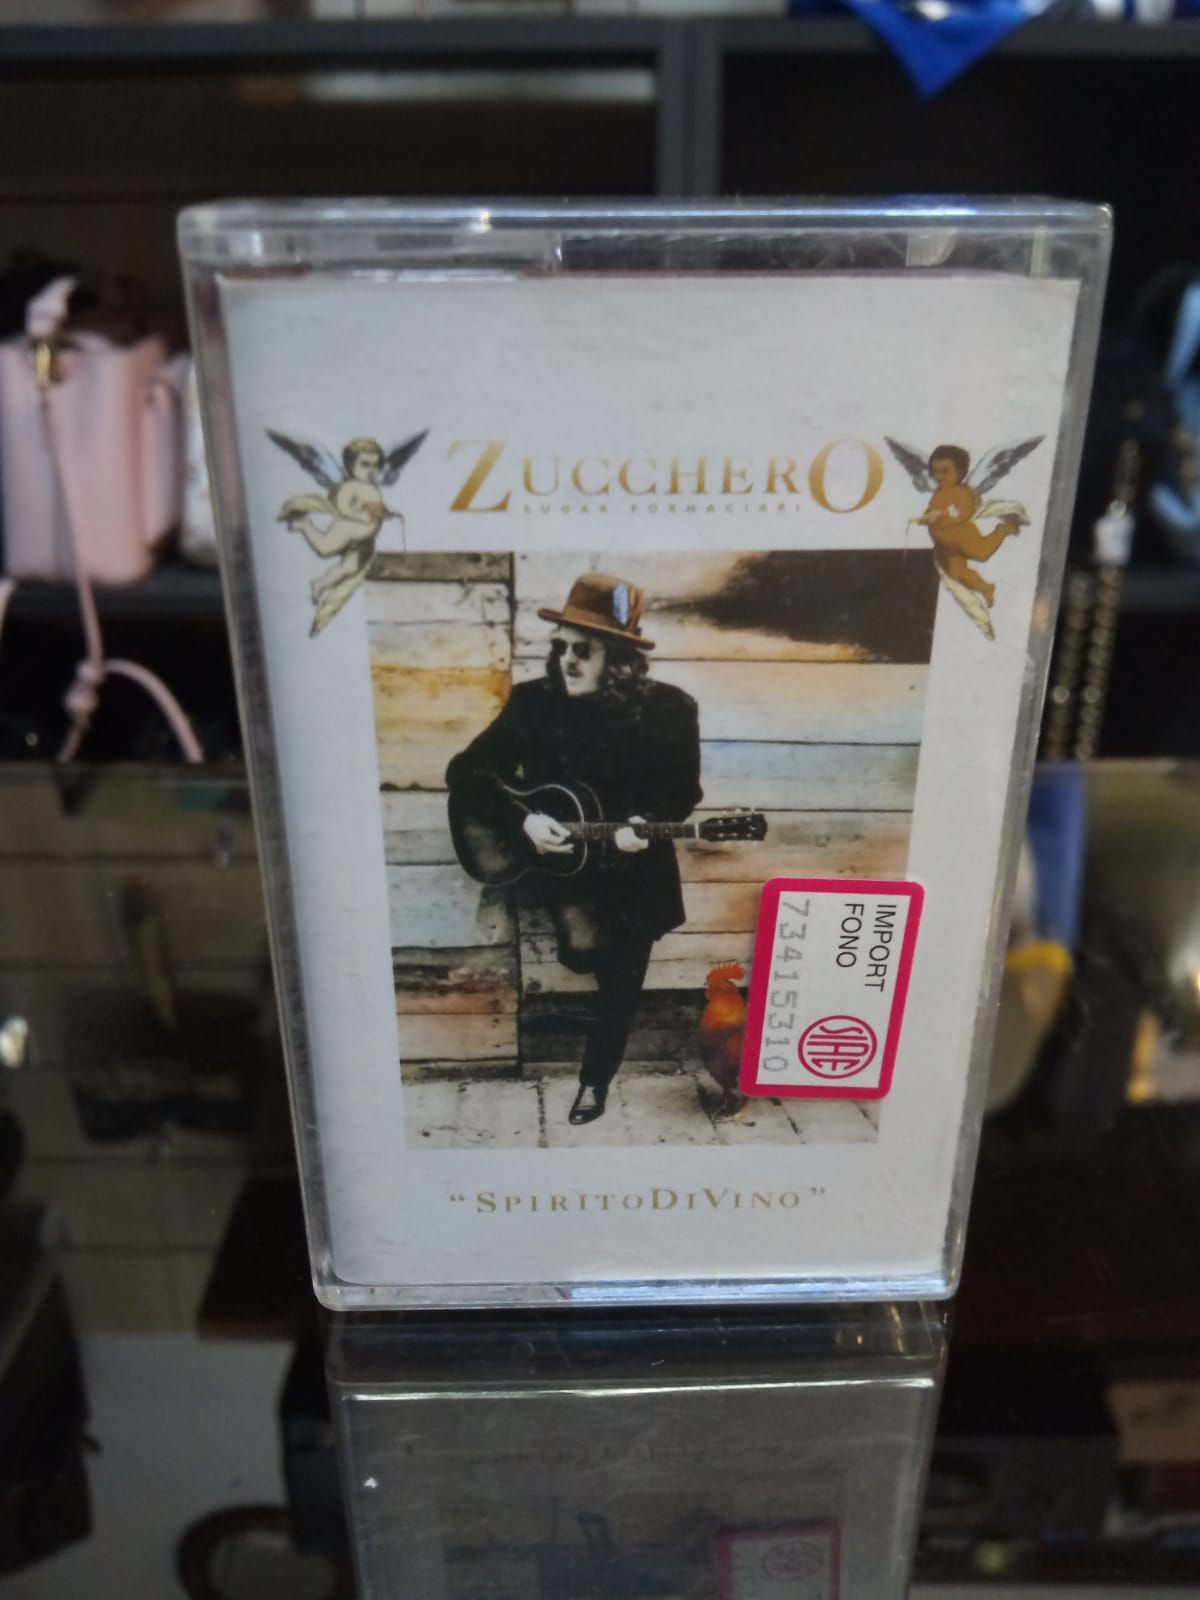 ZUCCHERO
SUGAR FORNACIARI
IMPORT
FONO
SIAE
73415310
“SPIRITODIVINO”